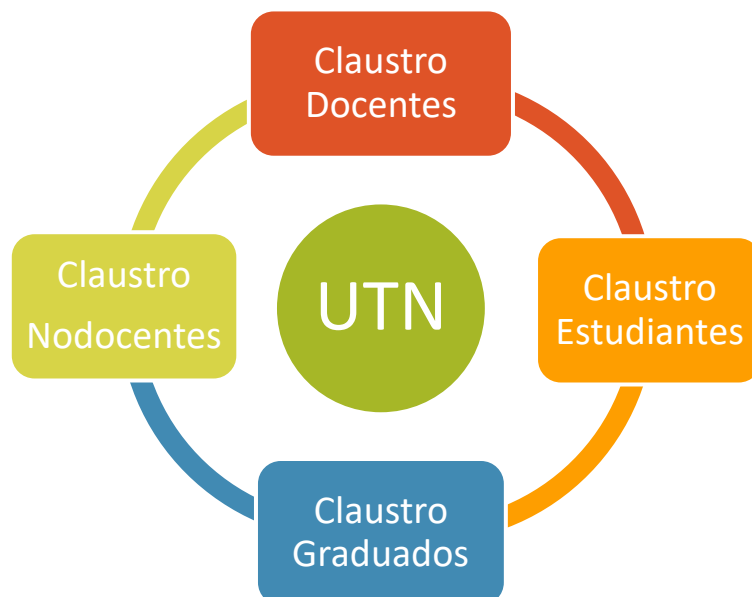 Claustro
Docentes
Claustro
Nodocentes
UTN
Claustro
Estudiantes
Claustro
Graduados